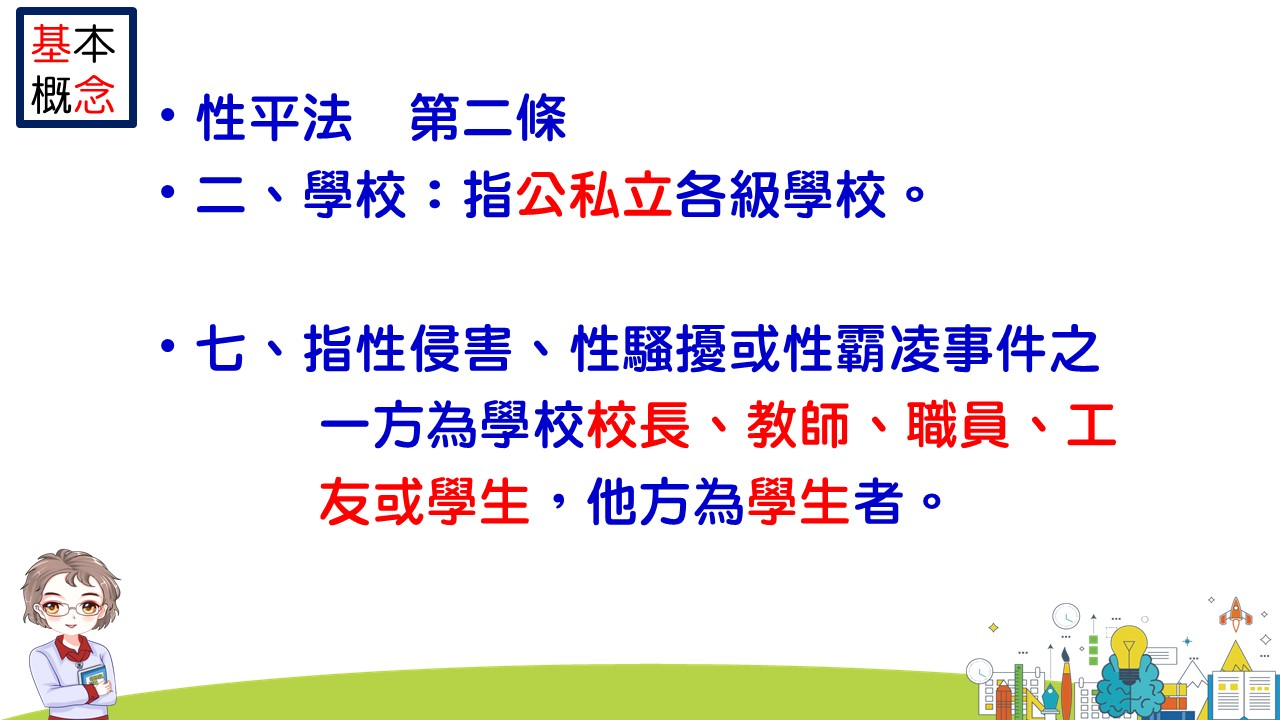 基本
概念
• 性平法　第二條
• 二、學校：指公私立各級學校。
• 七、指性侵害、性騷擾或性霸凌事件之
一方為學校校長、教師、職員、工
友或學生，他方為學生者。